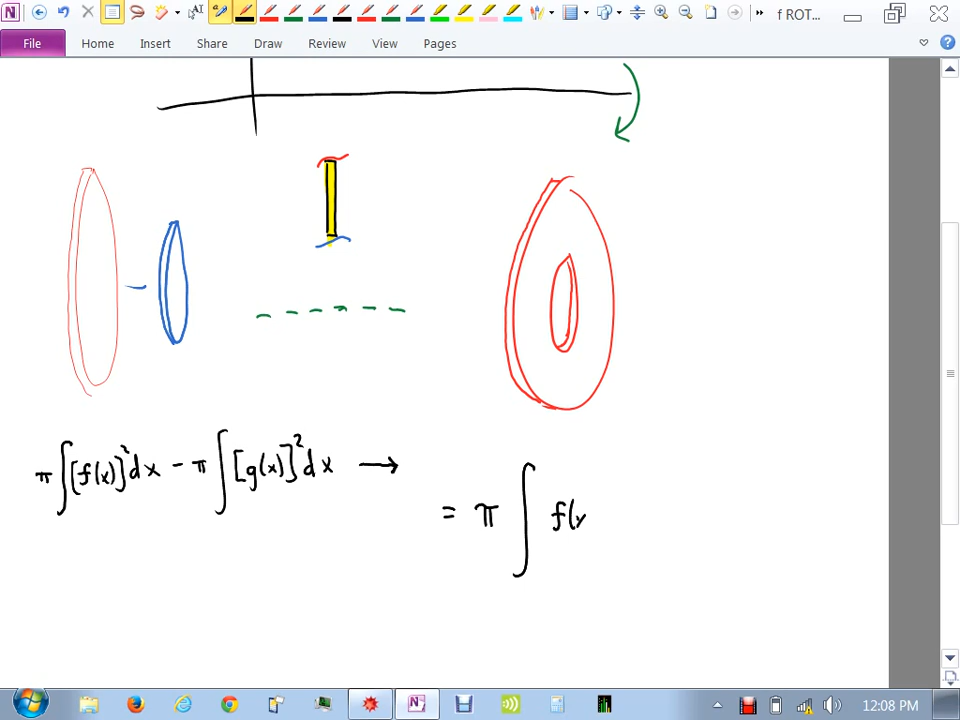 f ROT...
File Home Insert Share Draw Review View Pages
π∫[f(x)]²dx − π∫[g(x)]²dx →
= π ∫ f(x
12:08 PM